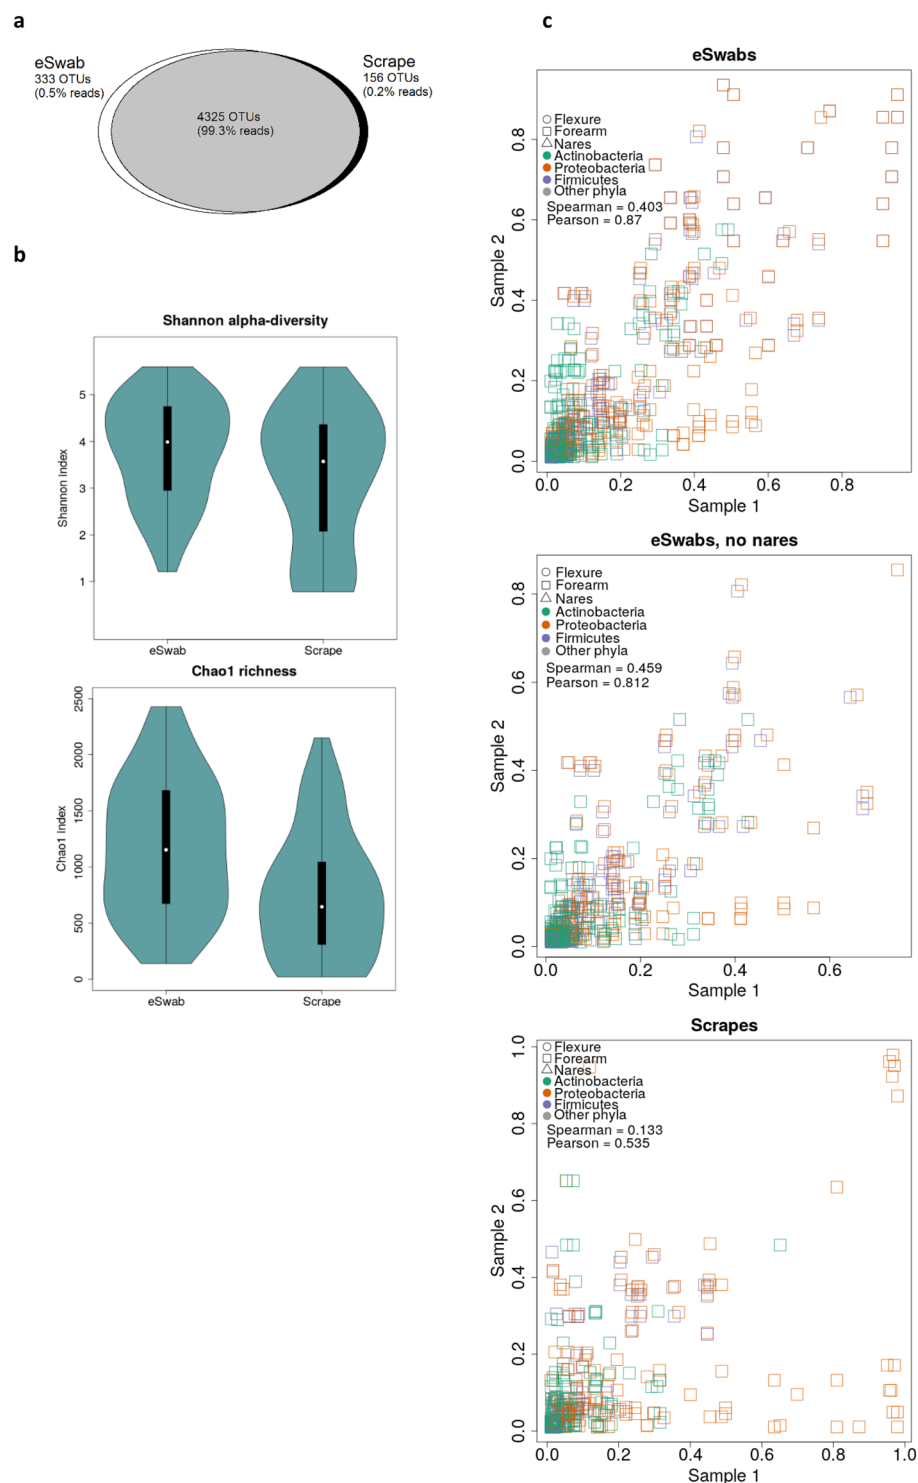 a
eSwab
333 OTUs
(0.5% reads)
Scrape
156 OTUs
(0.2% reads)
4325 OTUs
(99.3% reads)
b
Shannon alpha-diversity
Shannon Index
5
4
3
2
1
eSwab
Scrape
Chao1 richness
Chao1 Index
2500
2000
1500
1000
500
0
eSwab
Scrape
c
eSwabs
Flexure
Forearm
Nares
Actinobacteria
Proteobacteria
Firmicutes
Other phyla
Spearman = 0.403
Pearson = 0.87
Sample 2
0.8
0.6
0.4
0.2
0.0
0.0 0.2 0.4 0.6 0.8
Sample 1
eSwabs, no nares
Flexure
Forearm
Nares
Actinobacteria
Proteobacteria
Firmicutes
Other phyla
Spearman = 0.459
Pearson = 0.812
Sample 2
0.8
0.6
0.4
0.2
0.0
0.0 0.2 0.4 0.6
Sample 1
Scrapes
Flexure
Forearm
Nares
Actinobacteria
Proteobacteria
Firmicutes
Other phyla
Spearman = 0.133
Pearson = 0.535
Sample 2
1.0
0.8
0.6
0.4
0.2
0.0
0.0 0.2 0.4 0.6 0.8 1.0
Sample 1